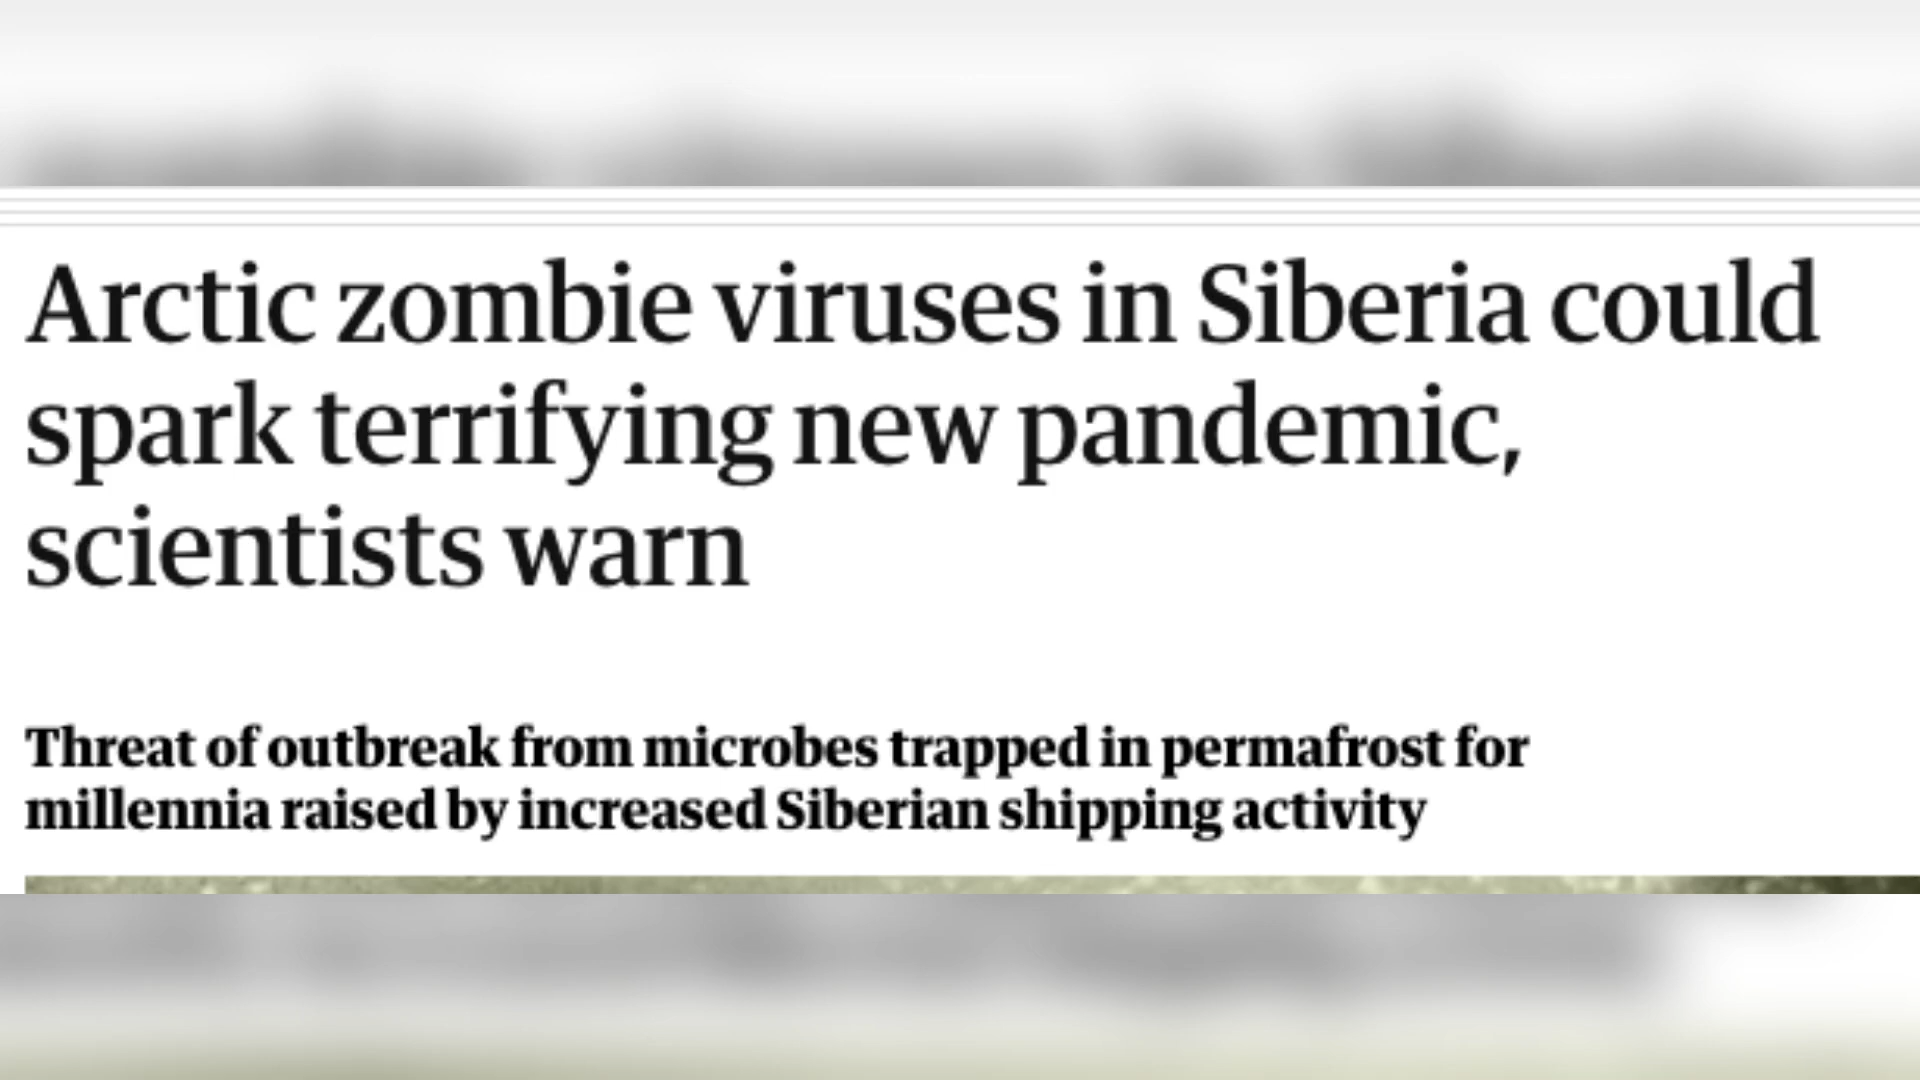 Arctic zombie viruses in Siberia could
spark terrifying new pandemic,
scientists warn
Threat of outbreak from microbes trapped in permafrost for
millennia raised by increased Siberian shipping activity